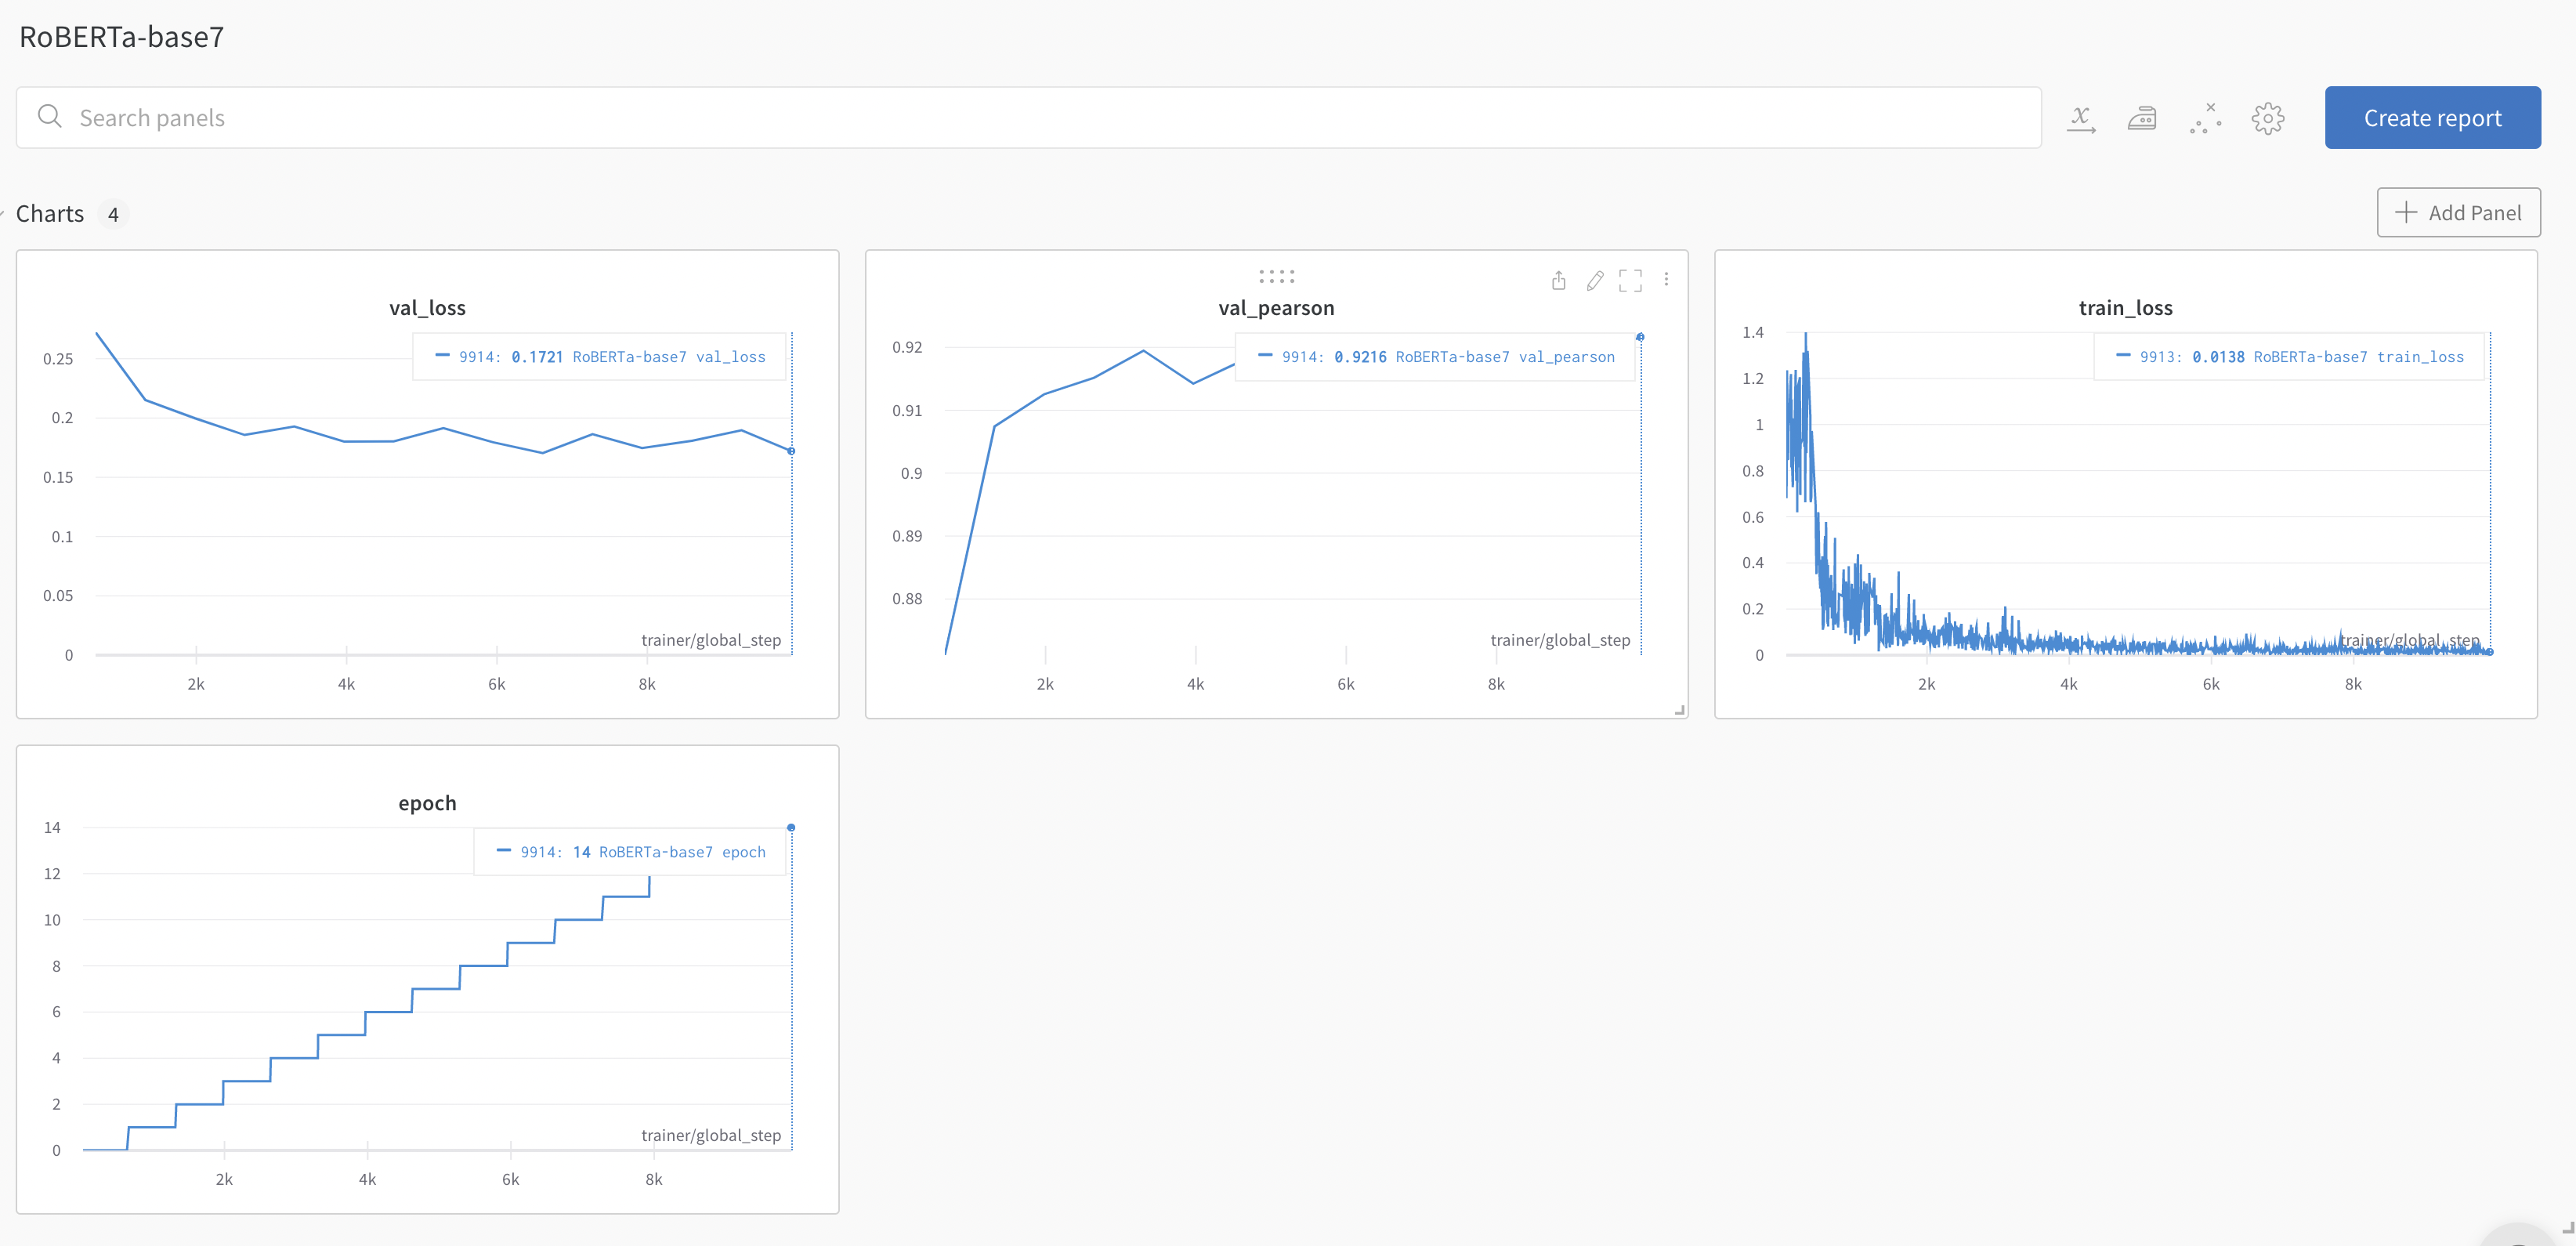 RoBERTa-base7
Search panels
Create report
Charts 4
Add Panel
val_loss
9914: 0.1721 RoBERTa-base7 val_loss
0.25
0.2
0.15
0.1
0.05
0
trainer/global_step
2k 4k 6k 8k
val_pearson
9914: 0.9216 RoBERTa-base7 val_pearson
0.92
0.91
0.9
0.89
0.88
trainer/global_step
2k 4k 6k 8k
train_loss
9913: 0.0138 RoBERTa-base7 train_loss
1.4
1.2
1
0.8
0.6
0.4
0.2
0
trainer/global_step
2k 4k 6k 8k
epoch
9914: 14 RoBERTa-base7 epoch
14
12
10
8
6
4
2
0
trainer/global_step
2k 4k 6k 8k